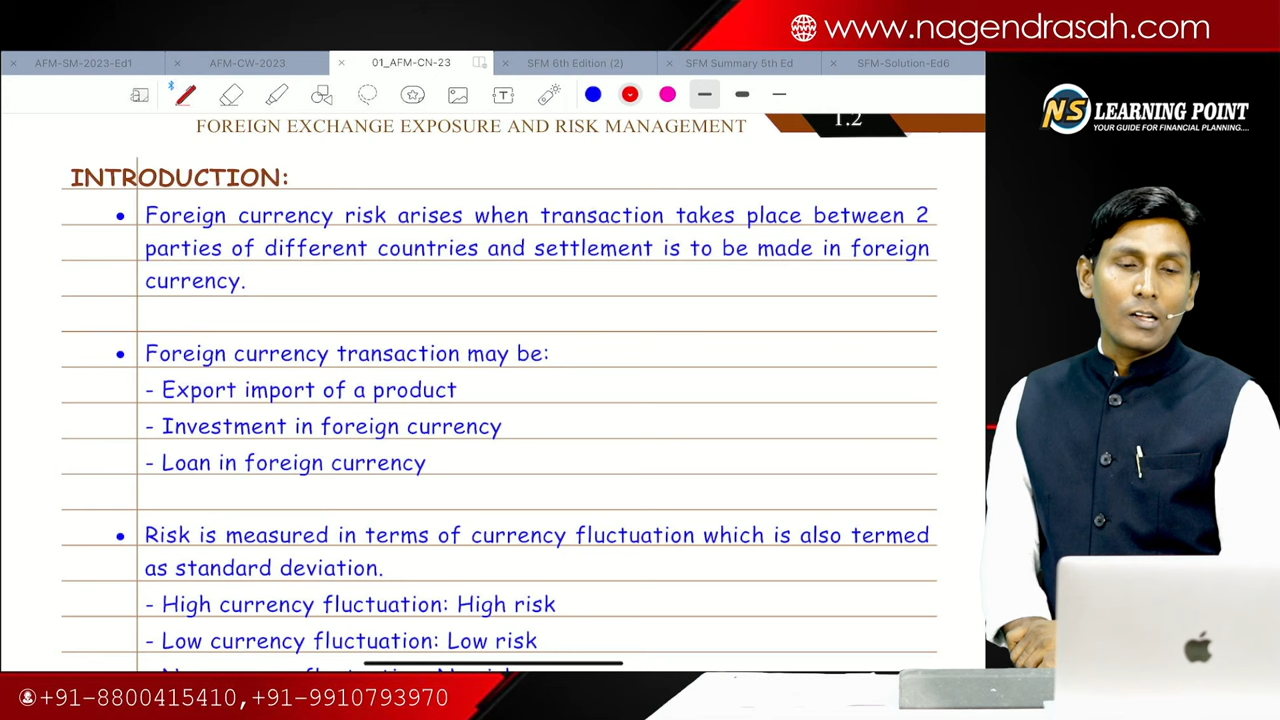 www.nagendrasah.com
AFM-SM-2023-Ed1
AFM-CW-2023
01_AFM-CN-23
SFM 6th Edition (2)
SFM Summary 5th Ed
SFM-Solution-Ed6
FOREIGN EXCHANGE EXPOSURE AND RISK MANAGEMENT
1.2
NS LEARNING POINT
YOUR GUIDE FOR FINANCIAL PLANNING....
INTRODUCTION:
• Foreign currency risk arises when transaction takes place between 2
parties of different countries and settlement is to be made in foreign
currency.
• Foreign currency transaction may be:
- Export import of a product
- Investment in foreign currency
- Loan in foreign currency
• Risk is measured in terms of currency fluctuation which is also termed
as standard deviation.
- High currency fluctuation: High risk
- Low currency fluctuation: Low risk
+91-8800415410,+91-9910793970